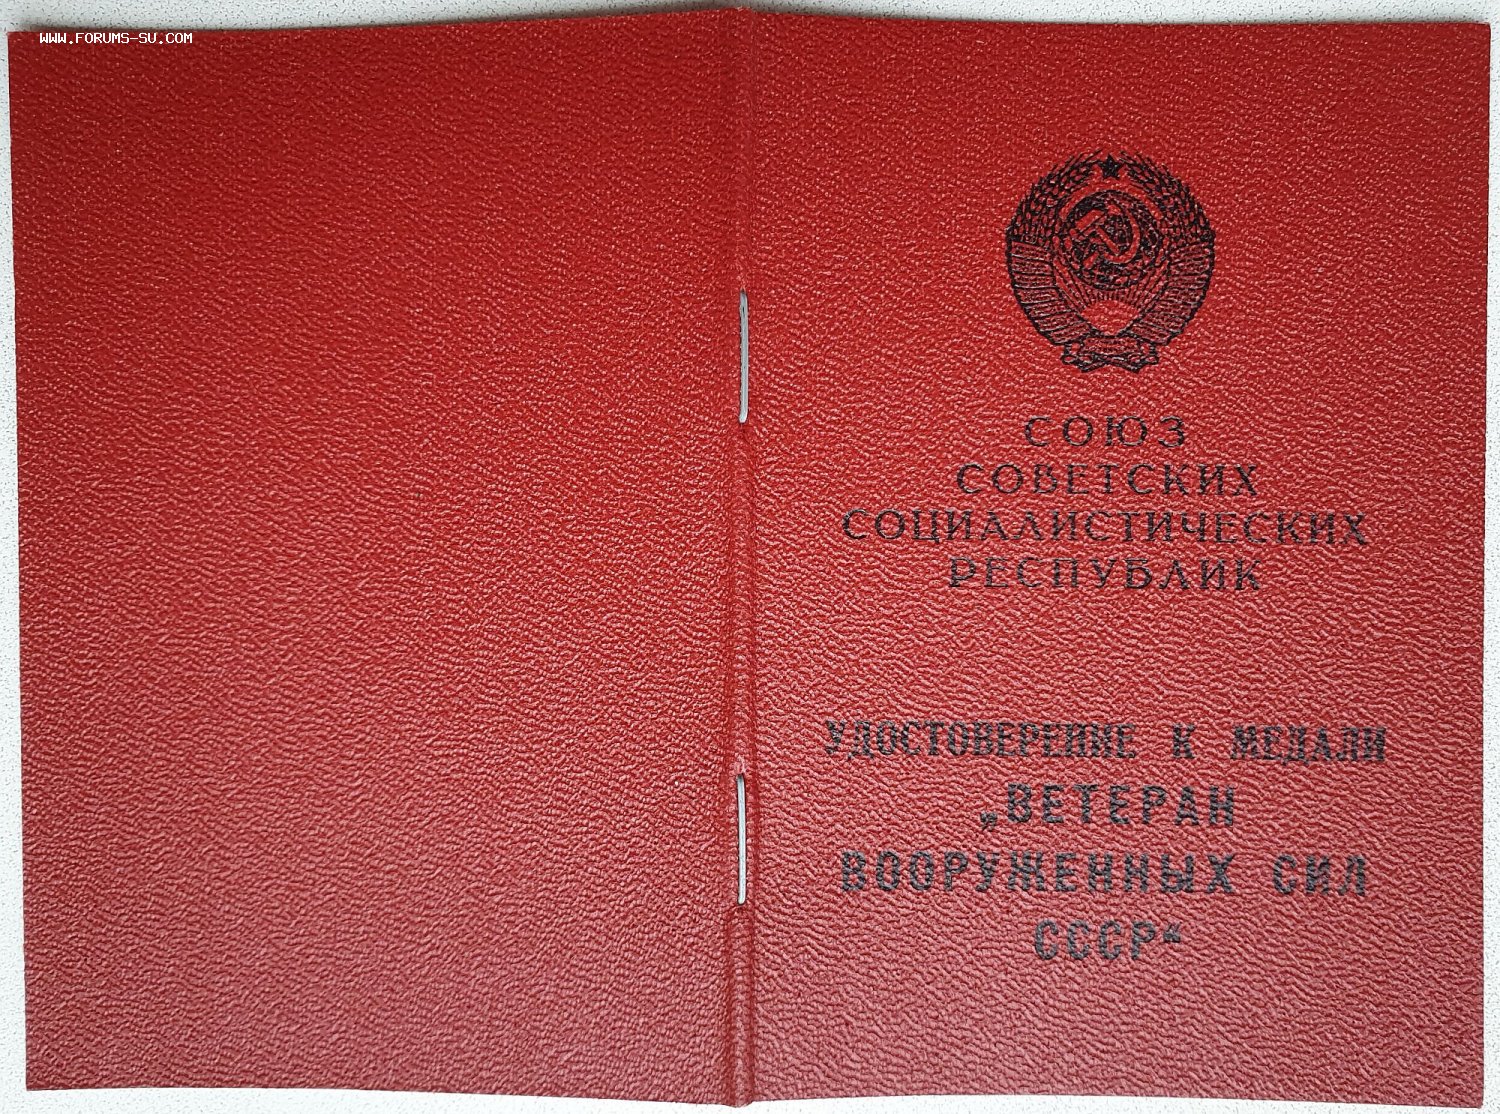 WWW.FORUMS-SU.COM
СОЮЗ
СОВЕТСКИХ
СОЦИАЛИСТИЧЕСКИХ
РЕСПУБЛИК
УДОСТОВЕРЕНИЕ К МЕДАЛИ
„ВЕТЕРАН
ВООРУЖЕННЫХ СИЛ
СССР“